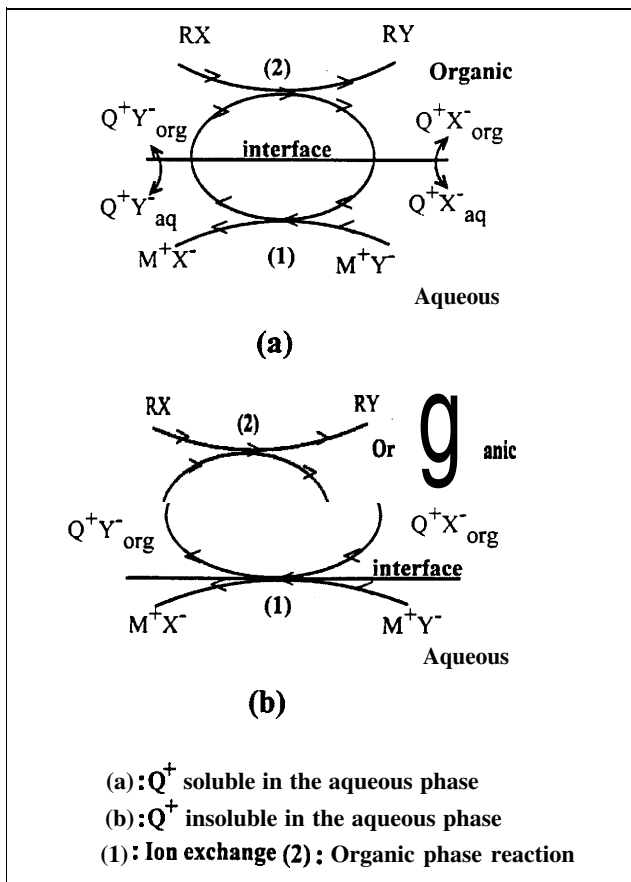 RX RY
(2)
Organic
Q⁺Y⁻org Q⁺X⁻org
interface
Q⁺Y⁻aq Q⁺X⁻aq
M⁺X⁻ (1) M⁺Y⁻
Aqueous
(a)
RX RY
(2)
Or g anic
Q⁺Y⁻org Q⁺X⁻org
interface
(1)
M⁺X⁻ M⁺Y⁻
Aqueous
(b)
(a) : Q⁺ soluble in the aqueous phase
(b) : Q⁺ insoluble in the aqueous phase
(1) : Ion exchange (2) : Organic phase reaction